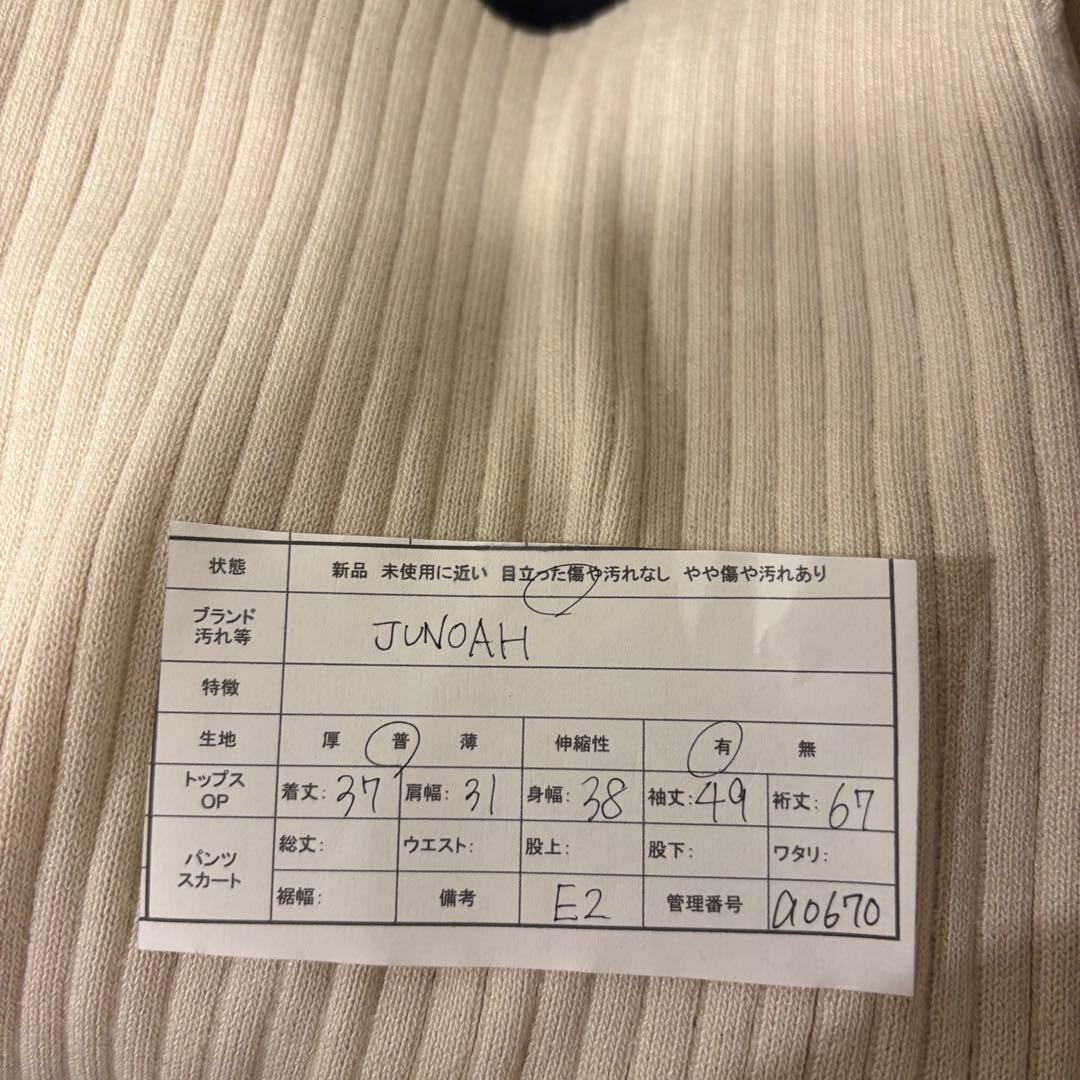 状態 新品 未使用に近い 目立った傷や汚れなし やや傷や汚れあり
ブランド
汚れ等
JUNOAH
特徴
生地 厚 普 薄 伸縮性 有 無
トップス
OP
着丈:37 肩幅:31 身幅:38 袖丈:49 裄丈:67
パンツ
スカート
総丈: ウエスト: 股上: 股下: ワタリ:
裾幅: 備考 E2 管理番号 a0670